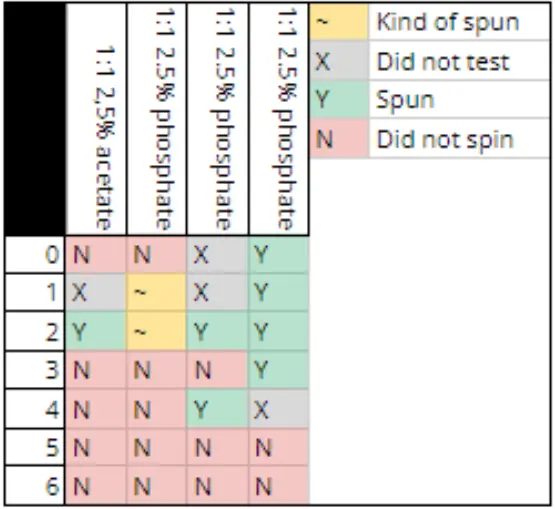 1:1 2,5% acetate
1:1 2.5% phosphate
1:1 2.5% phosphate
1:1 2.5% phosphate
~ Kind of spun
X Did not test
Y Spun
N Did not spin
0 N N X Y
1 X ~ X Y
2 Y ~ Y Y
3 N N N Y
4 N N Y X
5 N N N N
6 N N N N